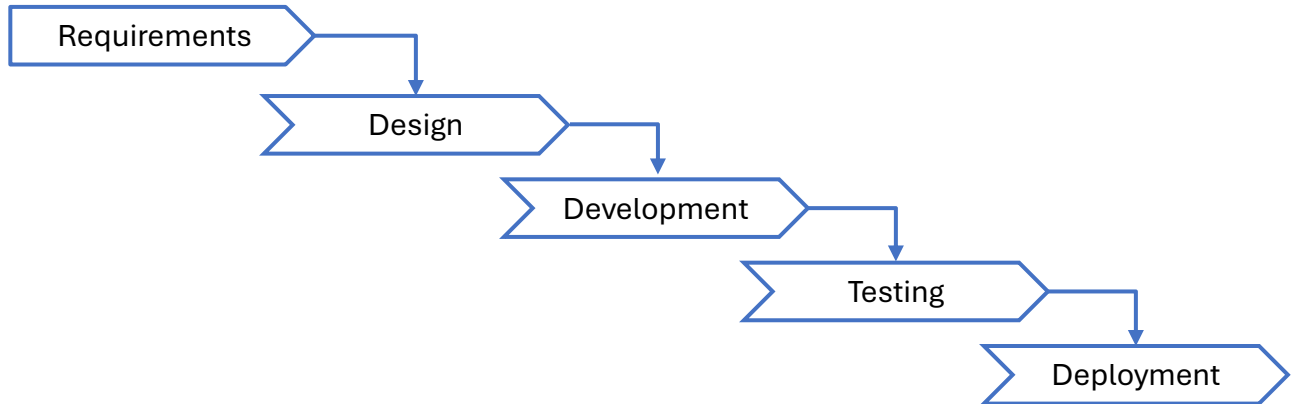 Requirements
Design
Development
Testing
Deployment